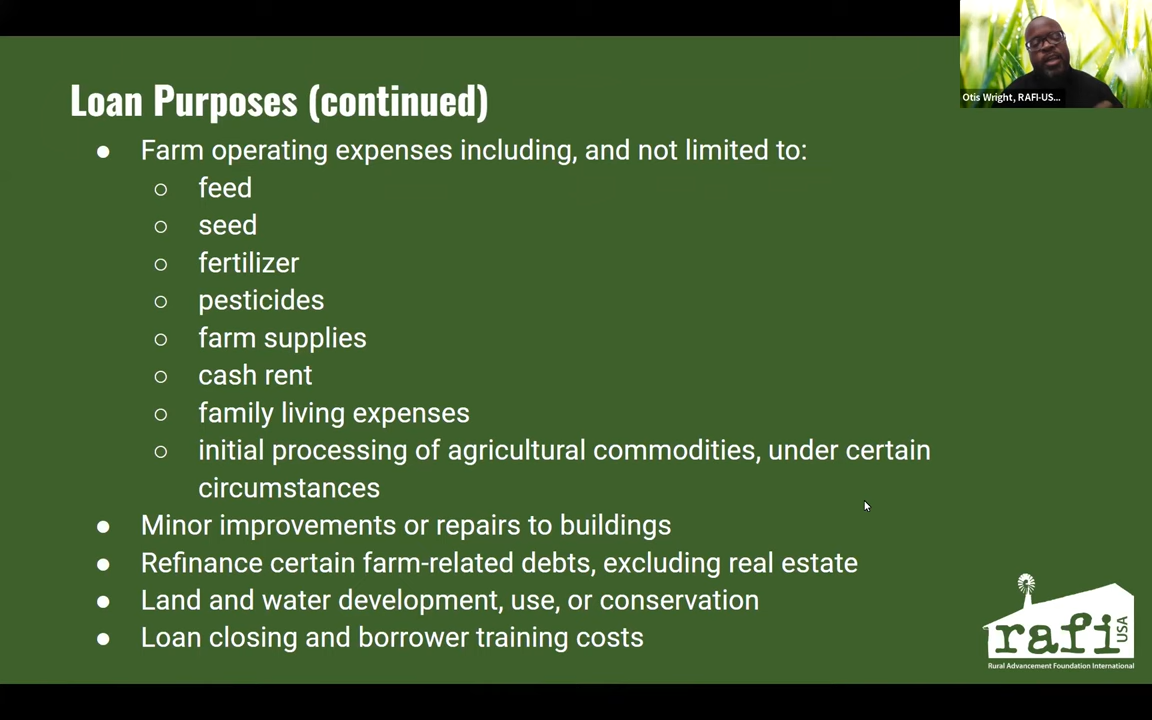 Loan Purposes (continued)
● Farm operating expenses including, and not limited to:
○ feed
○ seed
○ fertilizer
○ pesticides
○ farm supplies
○ cash rent
○ family living expenses
○ initial processing of agricultural commodities, under certain
circumstances
● Minor improvements or repairs to buildings
● Refinance certain farm-related debts, excluding real estate
● Land and water development, use, or conservation
● Loan closing and borrower training costs
Otis Wright, RAFI-US...
rafi USA
Rural Advancement Foundation International